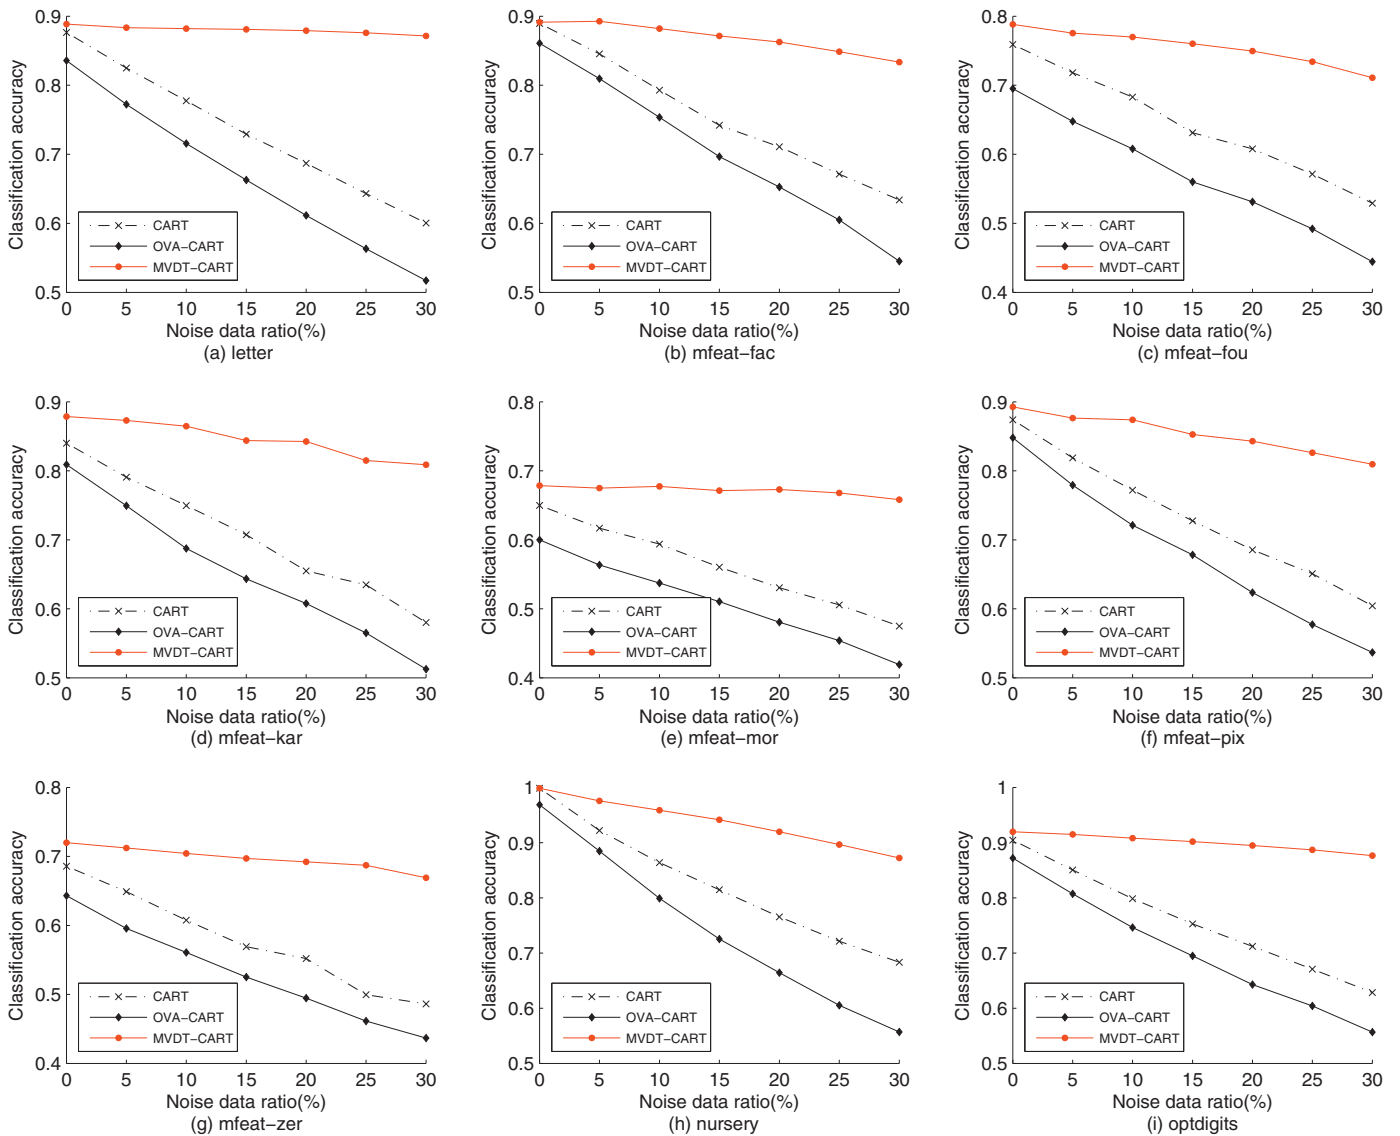 0.9
0.8
0.7
0.6
0.5
Classification accuracy
CART
OVA−CART
MVDT−CART
0 5 10 15 20 25 30
Noise data ratio(%)
(a) letter
0.9
0.8
0.7
0.6
0.5
Classification accuracy
CART
OVA−CART
MVDT−CART
0 5 10 15 20 25 30
Noise data ratio(%)
(b) mfeat−fac
0.8
0.7
0.6
0.5
0.4
Classification accuracy
CART
OVA−CART
MVDT−CART
0 5 10 15 20 25 30
Noise data ratio(%)
(c) mfeat−fou
0.9
0.8
0.7
0.6
0.5
Classification accuracy
CART
OVA−CART
MVDT−CART
0 5 10 15 20 25 30
Noise data ratio(%)
(d) mfeat−kar
0.8
0.7
0.6
0.5
0.4
Classification accuracy
CART
OVA−CART
MVDT−CART
0 5 10 15 20 25 30
Noise data ratio(%)
(e) mfeat−mor
0.9
0.8
0.7
0.6
0.5
Classification accuracy
CART
OVA−CART
MVDT−CART
0 5 10 15 20 25 30
Noise data ratio(%)
(f) mfeat−pix
0.8
0.7
0.6
0.5
0.4
Classification accuracy
CART
OVA−CART
MVDT−CART
0 5 10 15 20 25 30
Noise data ratio(%)
(g) mfeat−zer
1
0.9
0.8
0.7
0.6
0.5
Classification accuracy
CART
OVA−CART
MVDT−CART
0 5 10 15 20 25 30
Noise data ratio(%)
(h) nursery
1
0.9
0.8
0.7
0.6
0.5
Classification accuracy
CART
OVA−CART
MVDT−CART
0 5 10 15 20 25 30
Noise data ratio(%)
(i) optdigits